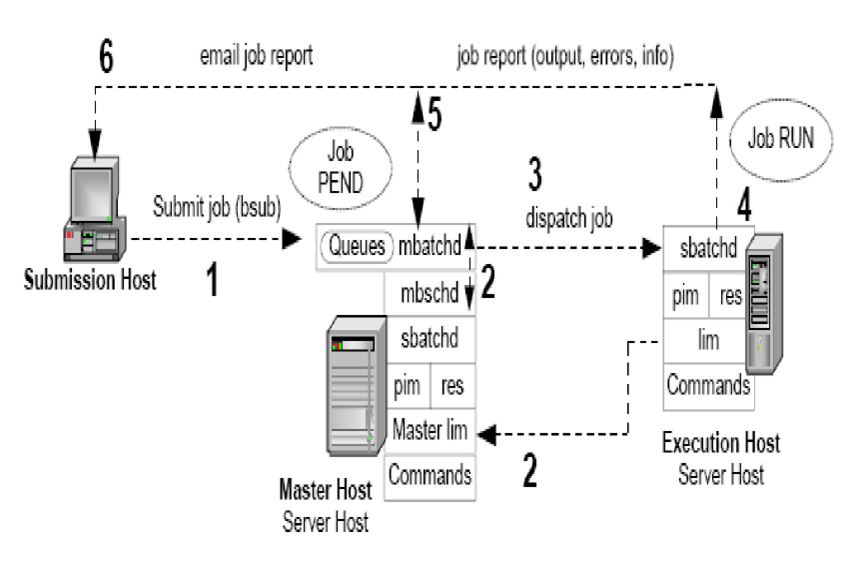 6
email job report
job report (output, errors, info)
5
Job
PEND
Job RUN
3
dispatch job
4
Submit job (bsub)
1
Submission Host
Queues
mbatchd
2
mbschd
sbatchd
pim
res
Master lim
Commands
Master Host
Server Host
sbatchd
pim
res
lim
Commands
2
Execution Host
Server Host